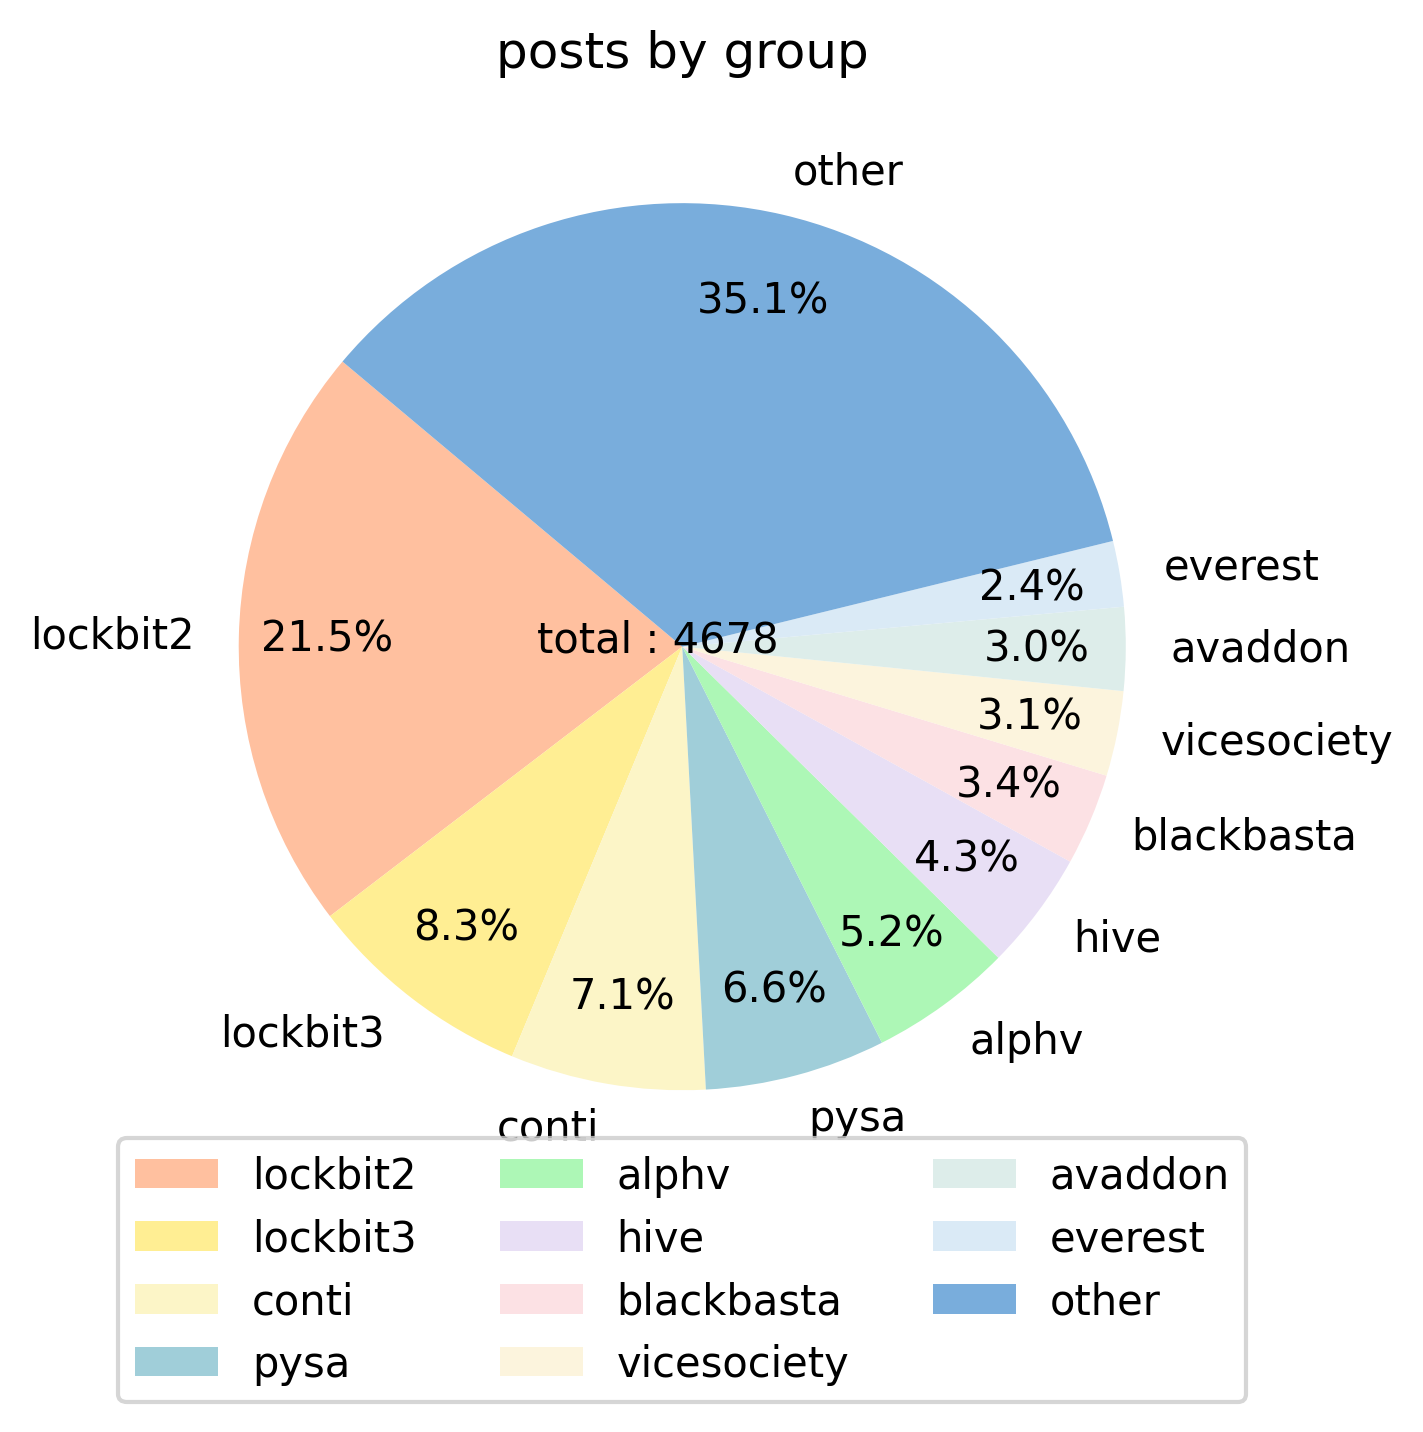 posts by group
other
35.1%
everest
2.4%
lockbit2
21.5%
total : 4678
3.0%
avaddon
3.1%
vicesociety
3.4%
blackbasta
4.3%
hive
8.3%
5.2%
7.1%
6.6%
lockbit3
alphv
conti
pysa
lockbit2
lockbit3
conti
pysa
alphv
hive
blackbasta
vicesociety
avaddon
everest
other